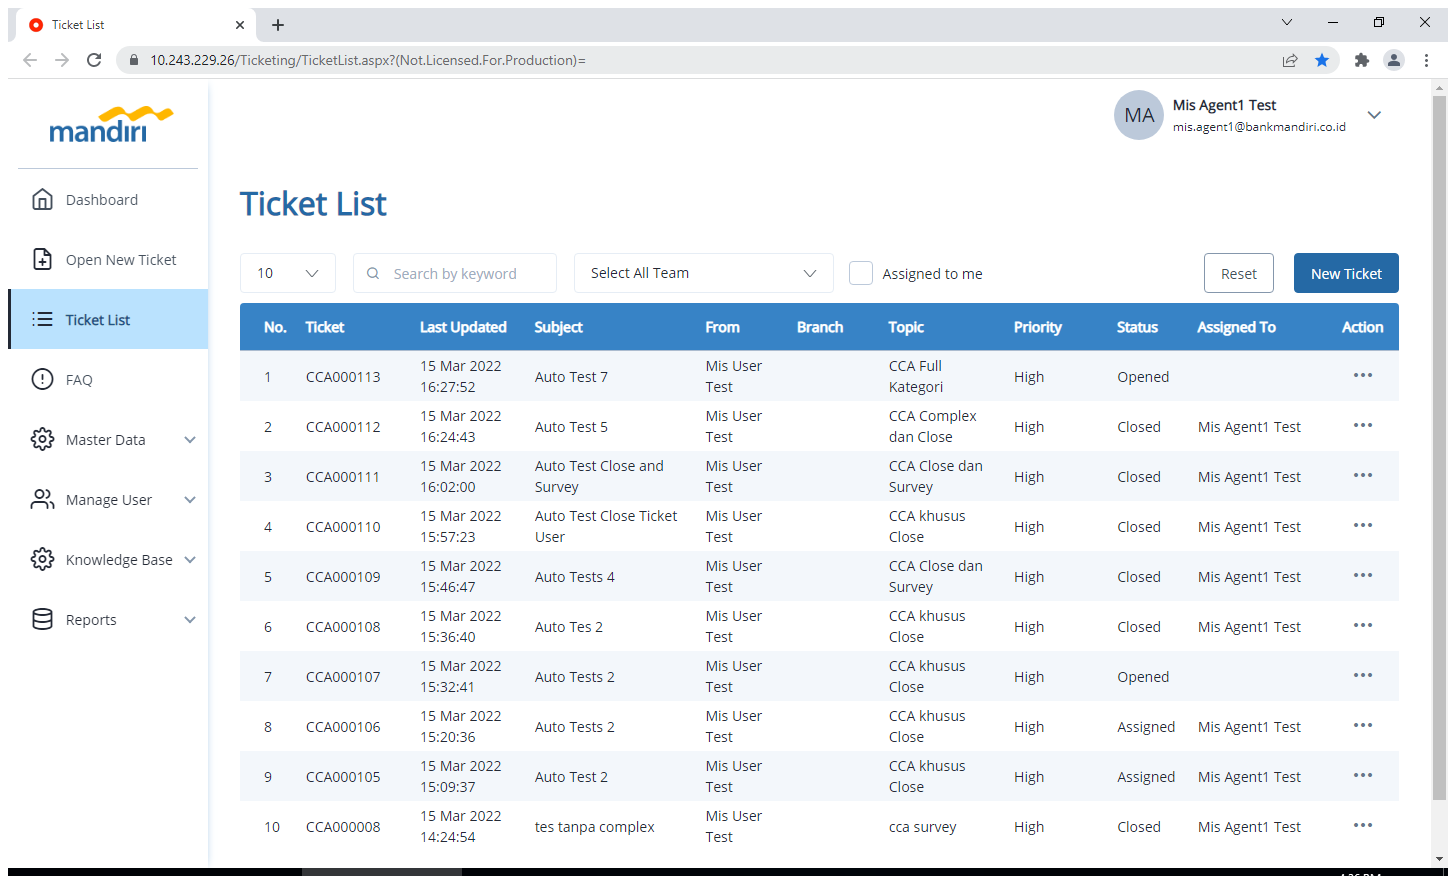 Ticket List
10.243.229.26/Ticketing/TicketList.aspx?(Not.Licensed.For.Production)=
mandiri
MA
Mis Agent1 Test
mis.agent1@bankmandiri.co.id
Dashboard
Open New Ticket
Ticket List
FAQ
Master Data
Manage User
Knowledge Base
Reports
Ticket List
10
Search by keyword
Select All Team
Assigned to me
Reset
New Ticket
No. Ticket Last Updated Subject From Branch Topic Priority Status Assigned To Action
1 CCA000113 15 Mar 2022 16:27:52 Auto Test 7 Mis User Test CCA Full Kategori High Opened
2 CCA000112 15 Mar 2022 16:24:43 Auto Test 5 Mis User Test CCA Complex dan Close High Closed Mis Agent1 Test
3 CCA000111 15 Mar 2022 16:02:00 Auto Test Close and Survey Mis User Test CCA Close dan Survey High Closed Mis Agent1 Test
4 CCA000110 15 Mar 2022 15:57:23 Auto Test Close Ticket User Mis User Test CCA khusus Close High Closed Mis Agent1 Test
5 CCA000109 15 Mar 2022 15:46:47 Auto Tests 4 Mis User Test CCA Close dan Survey High Closed Mis Agent1 Test
6 CCA000108 15 Mar 2022 15:36:40 Auto Tes 2 Mis User Test CCA khusus Close High Closed Mis Agent1 Test
7 CCA000107 15 Mar 2022 15:32:41 Auto Tests 2 Mis User Test CCA khusus Close High Opened
8 CCA000106 15 Mar 2022 15:20:36 Auto Tests 2 Mis User Test CCA khusus Close High Assigned Mis Agent1 Test
9 CCA000105 15 Mar 2022 15:09:37 Auto Test 2 Mis User Test CCA khusus Close High Assigned Mis Agent1 Test
10 CCA000008 15 Mar 2022 14:24:54 tes tanpa complex Mis User Test cca survey High Closed Mis Agent1 Test